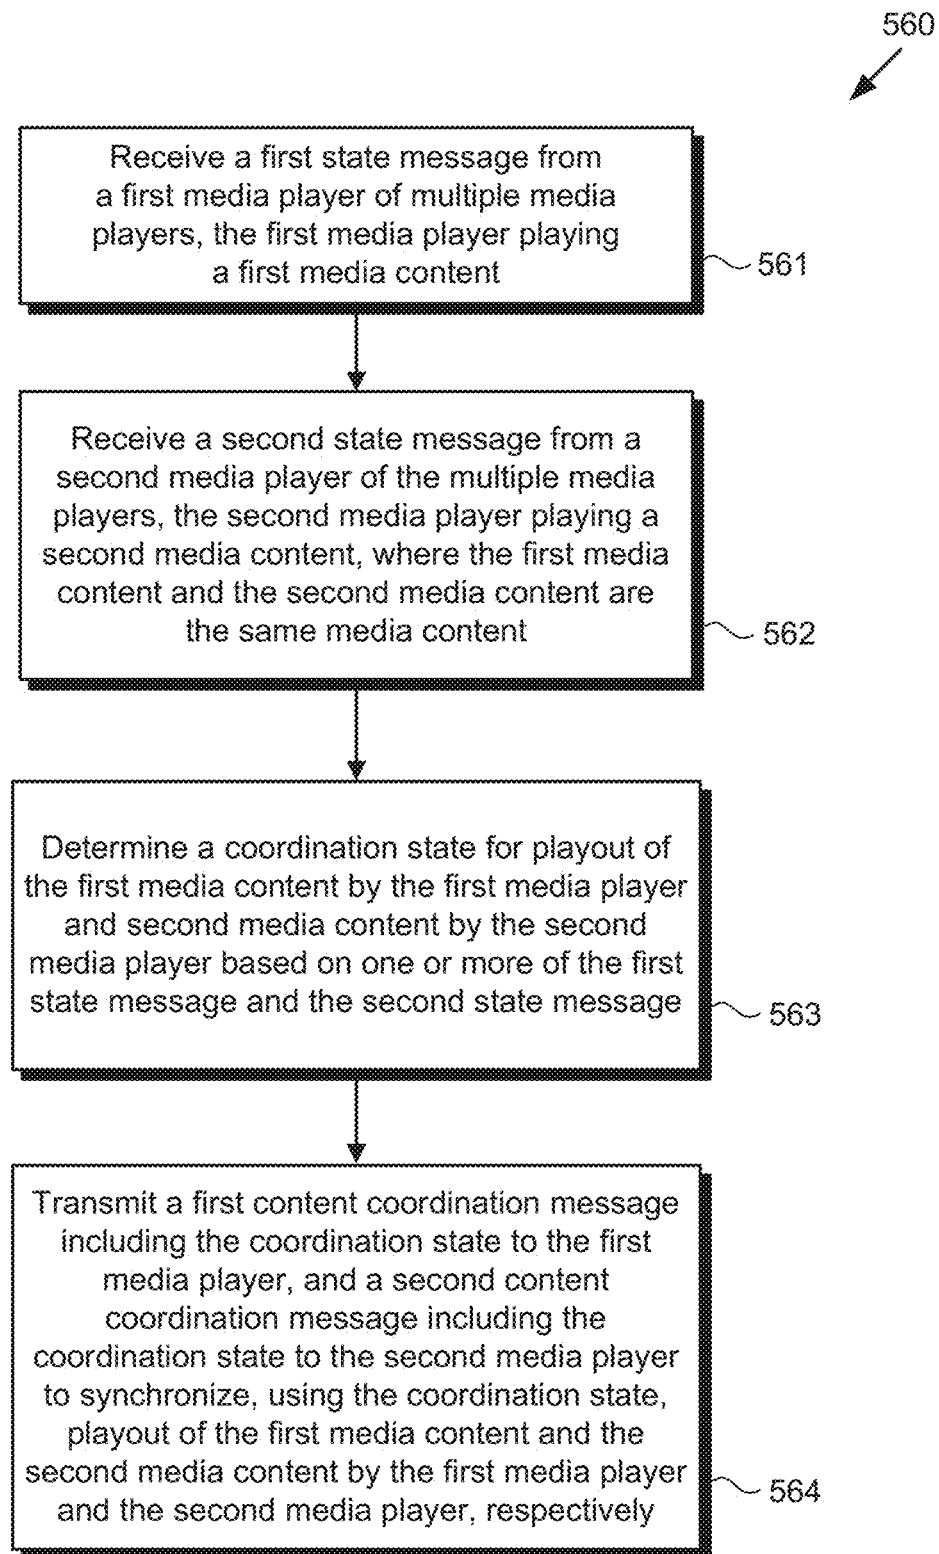 560
Receive a first state message from
a first media player of multiple media
players, the first media player playing
a first media content
561
Receive a second state message from a
second media player of the multiple media
players, the second media player playing a
second media content, where the first media
content and the second media content are
the same media content
562
Determine a coordination state for playout of
the first media content by the first media player
and second media content by the second
media player based on one or more of the first
state message and the second state message
563
Transmit a first content coordination message
including the coordination state to the first
media player, and a second content
coordination message including the
coordination state to the second media player
to synchronize, using the coordination state,
playout of the first media content and the
second media content by the first media player
and the second media player, respectively
564